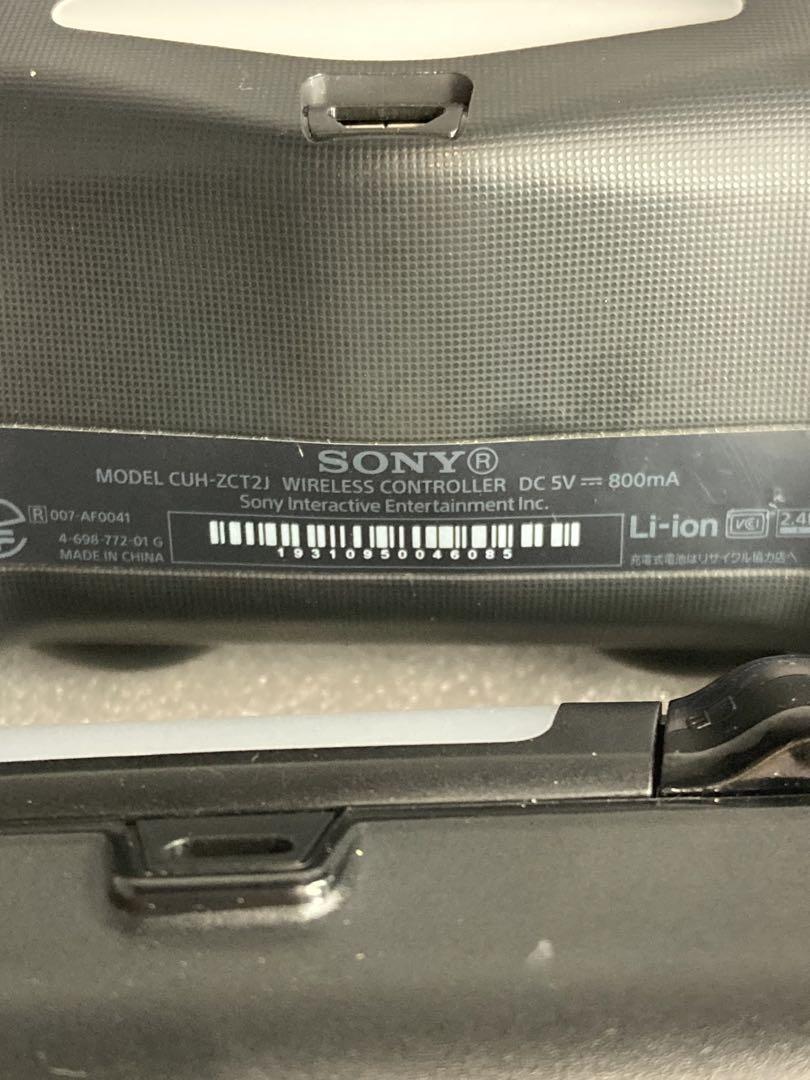 SONY®
MODEL CUH-ZCT2J WIRELESS CONTROLLER DC 5V ⎓ 800mA
Sony Interactive Entertainment Inc.
R 007-AF0041
4-698-772-01 G
MADE IN CHINA
19310950046085
Li-ion
充電式電池はリサイクル協力店へ